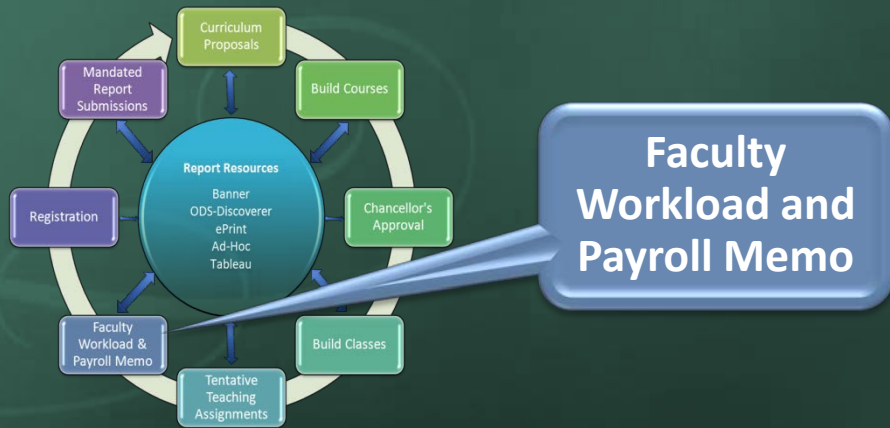 Curriculum
Proposals
Build Courses
Chancellor's
Approval
Build Classes
Tentative
Teaching
Assignments
Faculty
Workload &
Payroll Memo
Registration
Mandated
Report
Submissions
Report Resources
Banner
ODS-Discoverer
ePrint
Ad-Hoc
Tableau
Faculty
Workload and
Payroll Memo